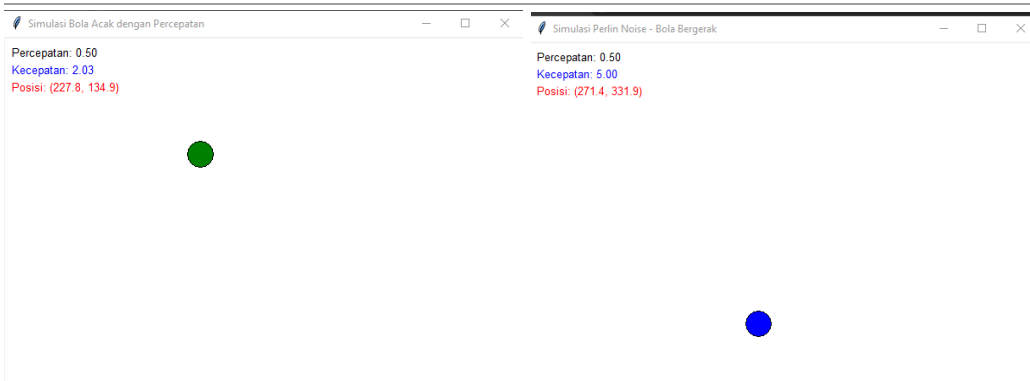 Simulasi Bola Acak dengan Percepatan
Percepatan: 0.50
Kecepatan: 2.03
Posisi: (227.8, 134.9)
Simulasi Perlin Noise - Bola Bergerak
Percepatan: 0.50
Kecepatan: 5.00
Posisi: (271.4, 331.9)